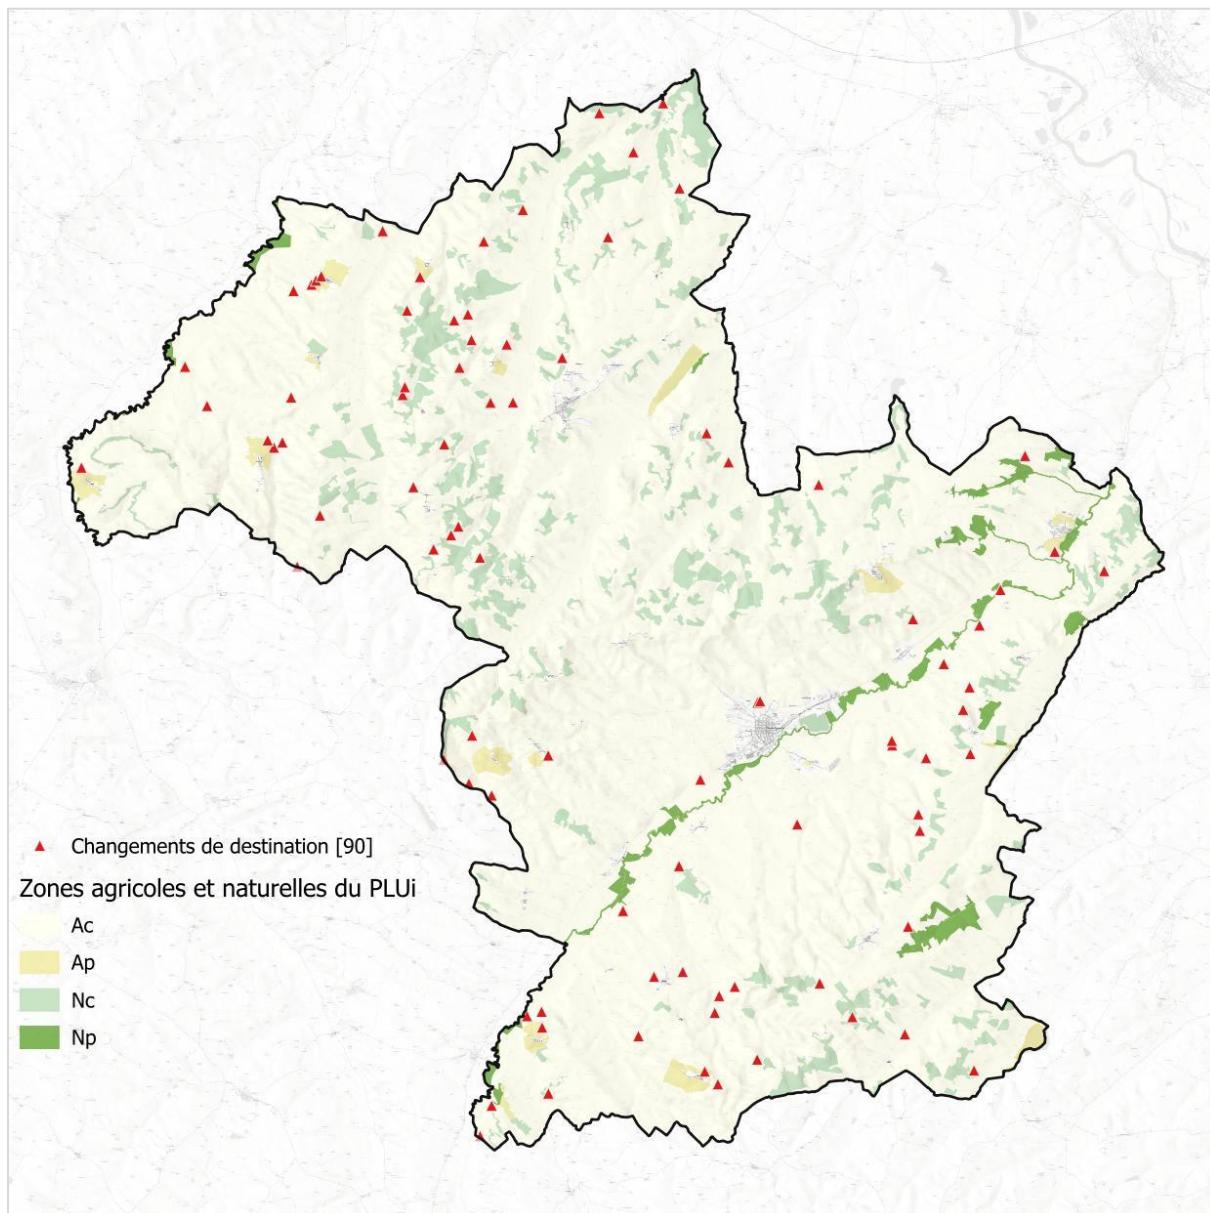 Changements de destination [90]
Zones agricoles et naturelles du PLUi
Ac
Ap
Nc
Np